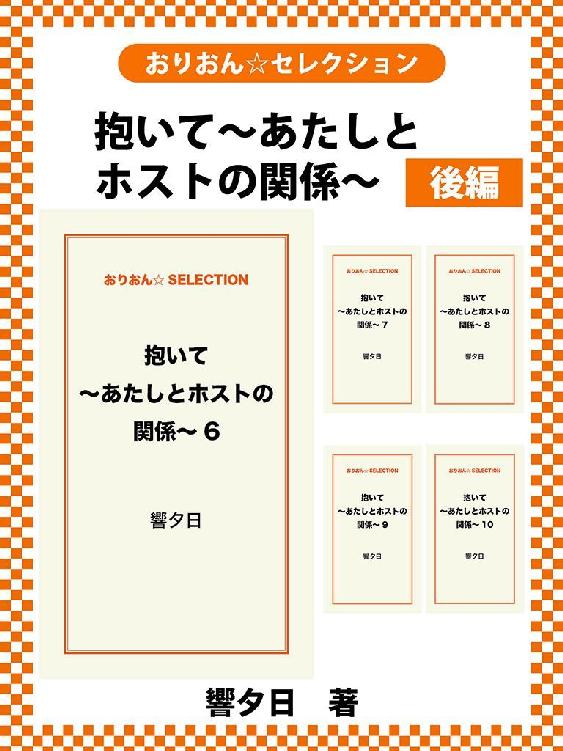 おりおん☆セレクション
抱いて～あたしと
ホストの関係～
後編
おりおん☆ SELECTION
抱いて
～あたしとホストの
関係～ 6
響夕日
おりおん☆ SELECTION
抱いて
～あたしとホストの
関係～ 7
響夕日
おりおん☆ SELECTION
抱いて
～あたしとホストの
関係～ 8
響夕日
おりおん☆ SELECTION
抱いて
～あたしとホストの
関係～ 9
響夕日
おりおん☆ SELECTION
抱いて
～あたしとホストの
関係～ 10
響夕日
響夕日　著